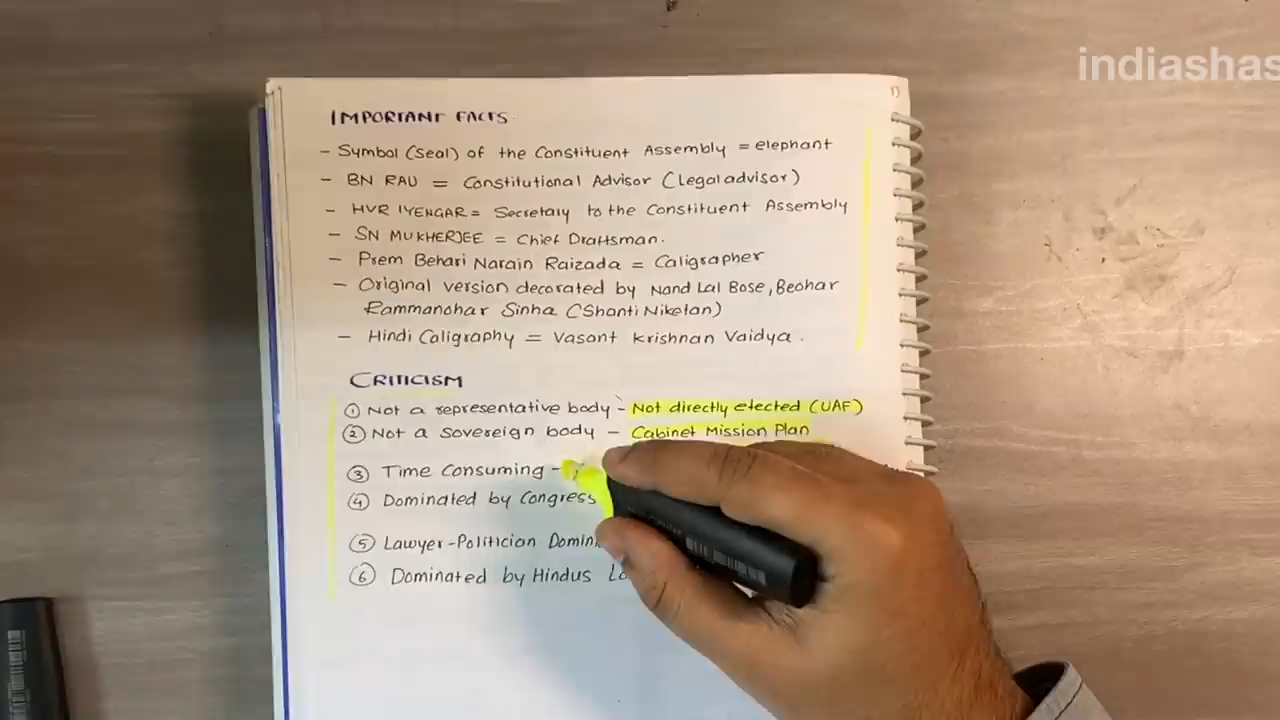 indiashas
IMPORTANT FACTS
- Symbol (Seal) of the Constituent Assembly = elephant
- BN RAU = Constitutional Advisor (Legal advisor)
- HVR IYENGAR = Secretary to the Constituent Assembly
- SN MUKHERJEE = Chief Draftsman.
- Prem Behari Narain Raizada = Caligrapher
- Original version decorated by Nand Lal Bose, Beohar
Rammanohar Sinha (Shanti Niketan)
- Hindi Caligraphy = Vasant Krishnan Vaidya.
CRITICISM
① Not a representative body - Not directly elected (UAF)
② Not a Sovereign body - Cabinet Mission Plan
③ Time Consuming -
④ Dominated by Congress
⑤ Lawyer-Politician Domin
⑥ Dominated by Hindus